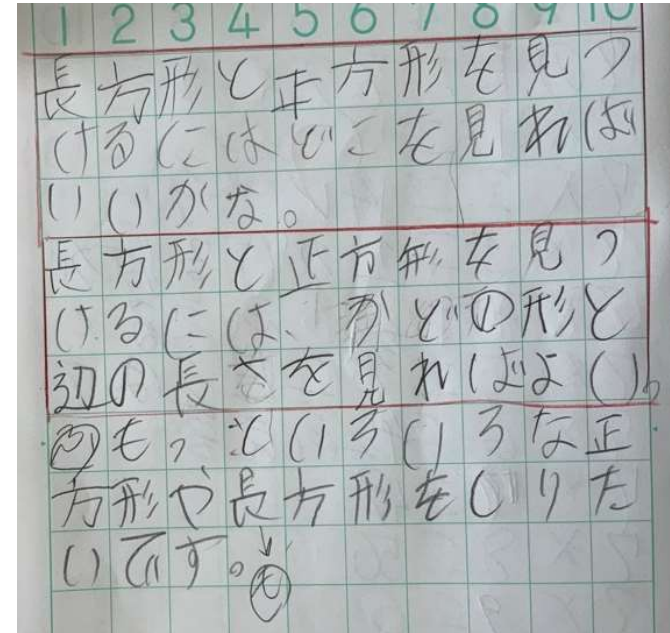 1 2 3 4 5 6 7 8 9 10
長方形と正方形を見つ
けるにはどこを見れば
いいかな。
長方形と正方形を見つ
けるには、かどの形と
辺の長さを見ればよい。
もっといろいろな正
方形や長方形をしりた
いです。↓
も